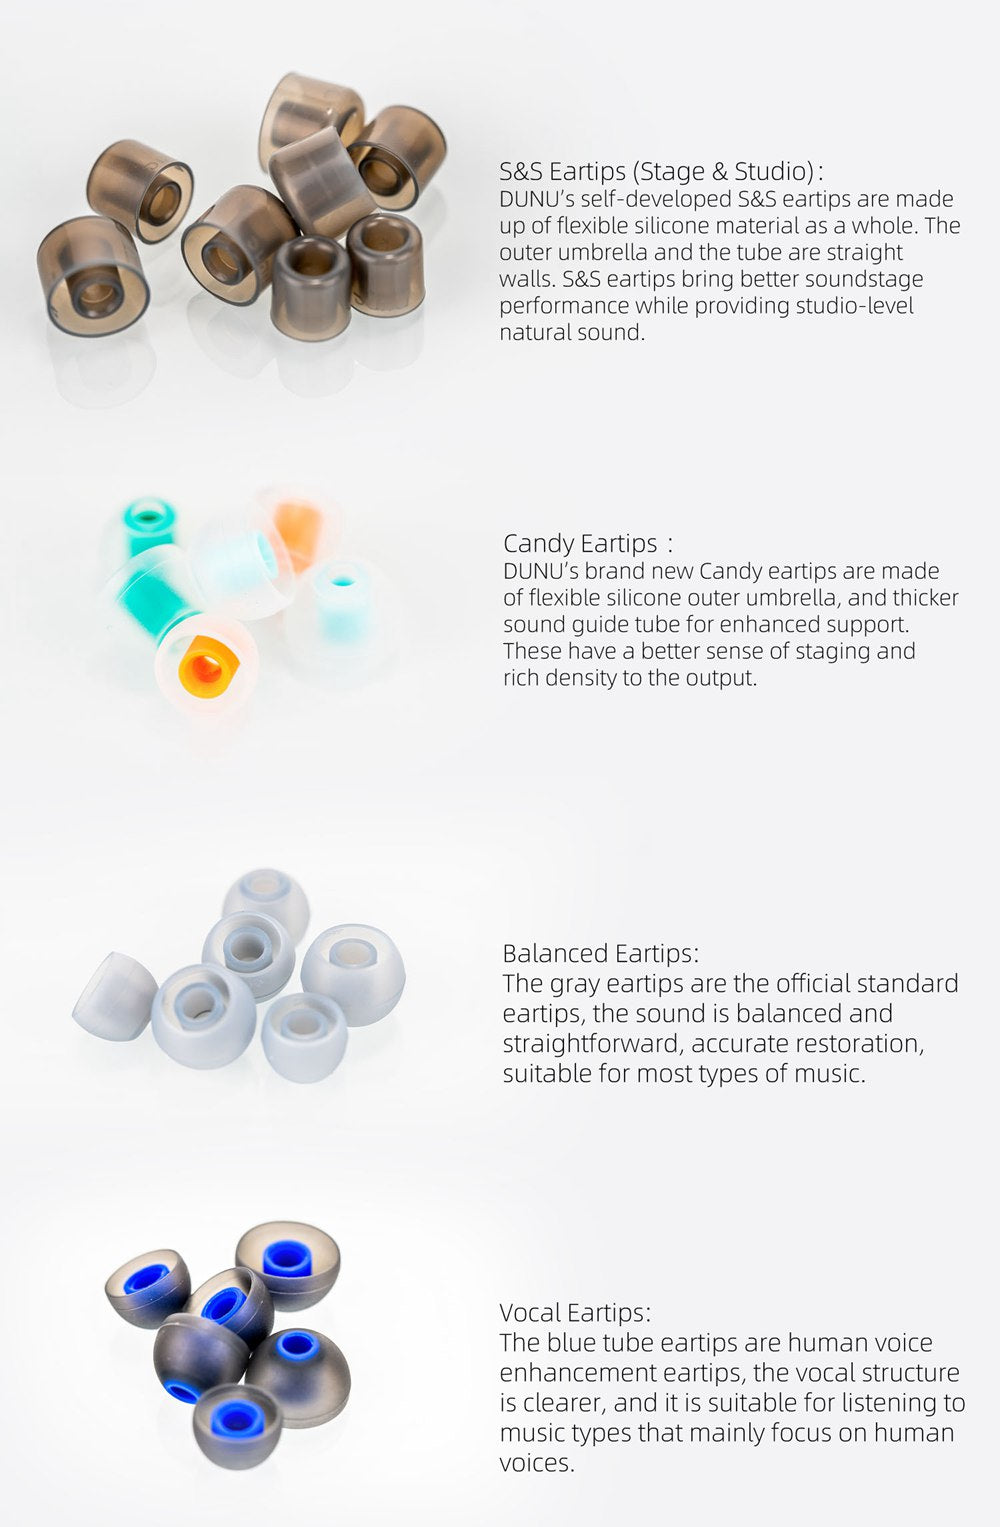 S&S Eartips (Stage & Studio):
DUNU's self-developed S&S eartips are made
up of flexible silicone material as a whole. The
outer umbrella and the tube are straight
walls. S&S eartips bring better soundstage
performance while providing studio-level
natural sound.
Candy Eartips :
DUNU's brand new Candy eartips are made
of flexible silicone outer umbrella, and thicker
sound guide tube for enhanced support.
These have a better sense of staging and
rich density to the output.
Balanced Eartips:
The gray eartips are the official standard
eartips, the sound is balanced and
straightforward, accurate restoration,
suitable for most types of music.
Vocal Eartips:
The blue tube eartips are human voice
enhancement eartips, the vocal structure
is clearer, and it is suitable for listening to
music types that mainly focus on human
voices.